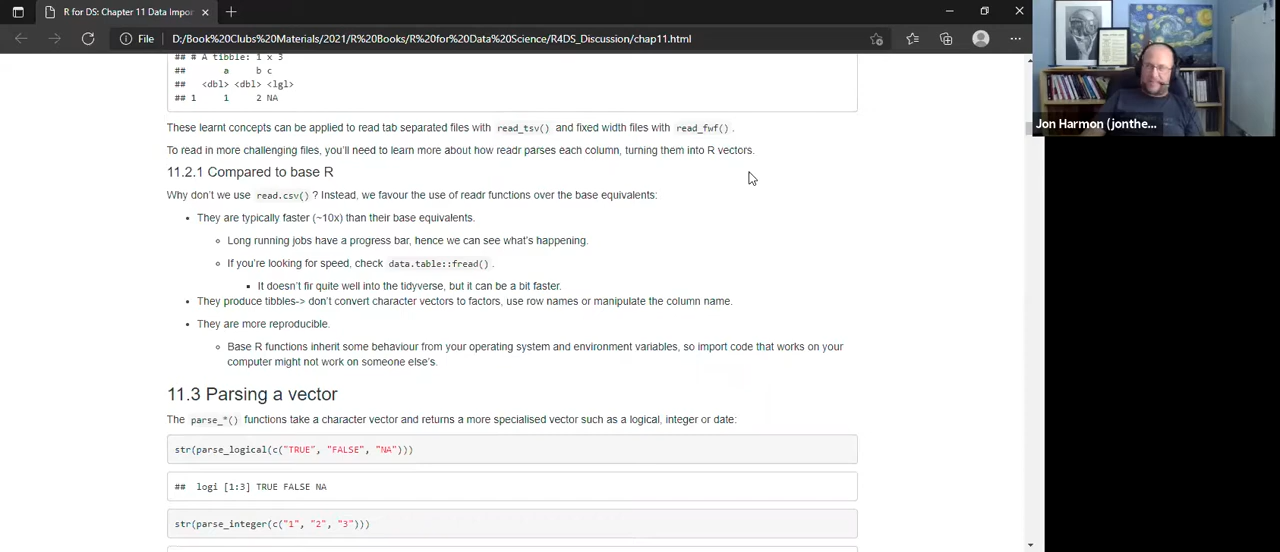 R for DS: Chapter 11 Data Impor
File
D:/Book%20Clubs%20Materials/2021/R%20Books/R%20for%20Data%20Science/R4DS_Discussion/chap11.html
## # A tibble: 1 x 3
## a b c
## <dbl> <dbl> <lgl>
## 1 1 2 NA
These learnt concepts can be applied to read tab separated files with read_tsv() and fixed width files with read_fwf() .
To read in more challenging files, you'll need to learn more about how readr parses each column, turning them into R vectors.
11.2.1 Compared to base R
Why don't we use read.csv() ? Instead, we favour the use of readr functions over the base equivalents:
• They are typically faster (~10x) than their base equivalents.
◦ Long running jobs have a progress bar, hence we can see what's happening.
◦ If you're looking for speed, check data.table::fread() .
▪ It doesn't fir quite well into the tidyverse, but it can be a bit faster.
• They produce tibbles-> don't convert character vectors to factors, use row names or manipulate the column name.
• They are more reproducible.
◦ Base R functions inherit some behaviour from your operating system and environment variables, so import code that works on your
computer might not work on someone else's.
11.3 Parsing a vector
The parse_*() functions take a character vector and returns a more specialised vector such as a logical, integer or date:
str(parse_logical(c("TRUE", "FALSE", "NA")))
## logi [1:3] TRUE FALSE NA
str(parse_integer(c("1", "2", "3")))
Jon Harmon (jonthe...